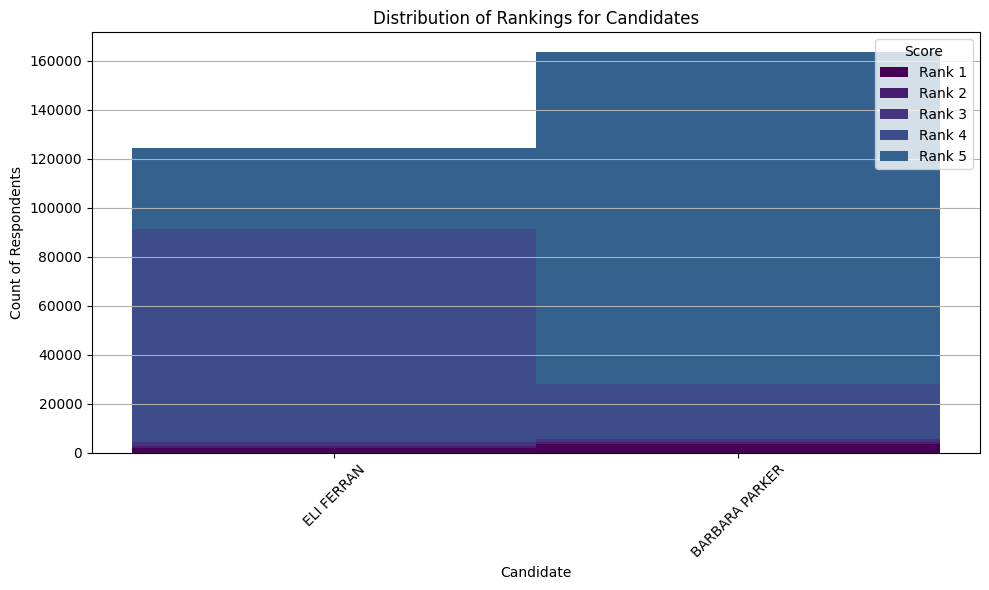 Distribution of Rankings for Candidates
Score
Rank 1
Rank 2
Rank 3
Rank 4
Rank 5
Count of Respondents
160000
140000
120000
100000
80000
60000
40000
20000
0
ELI FERRAN
BARBARA PARKER
Candidate